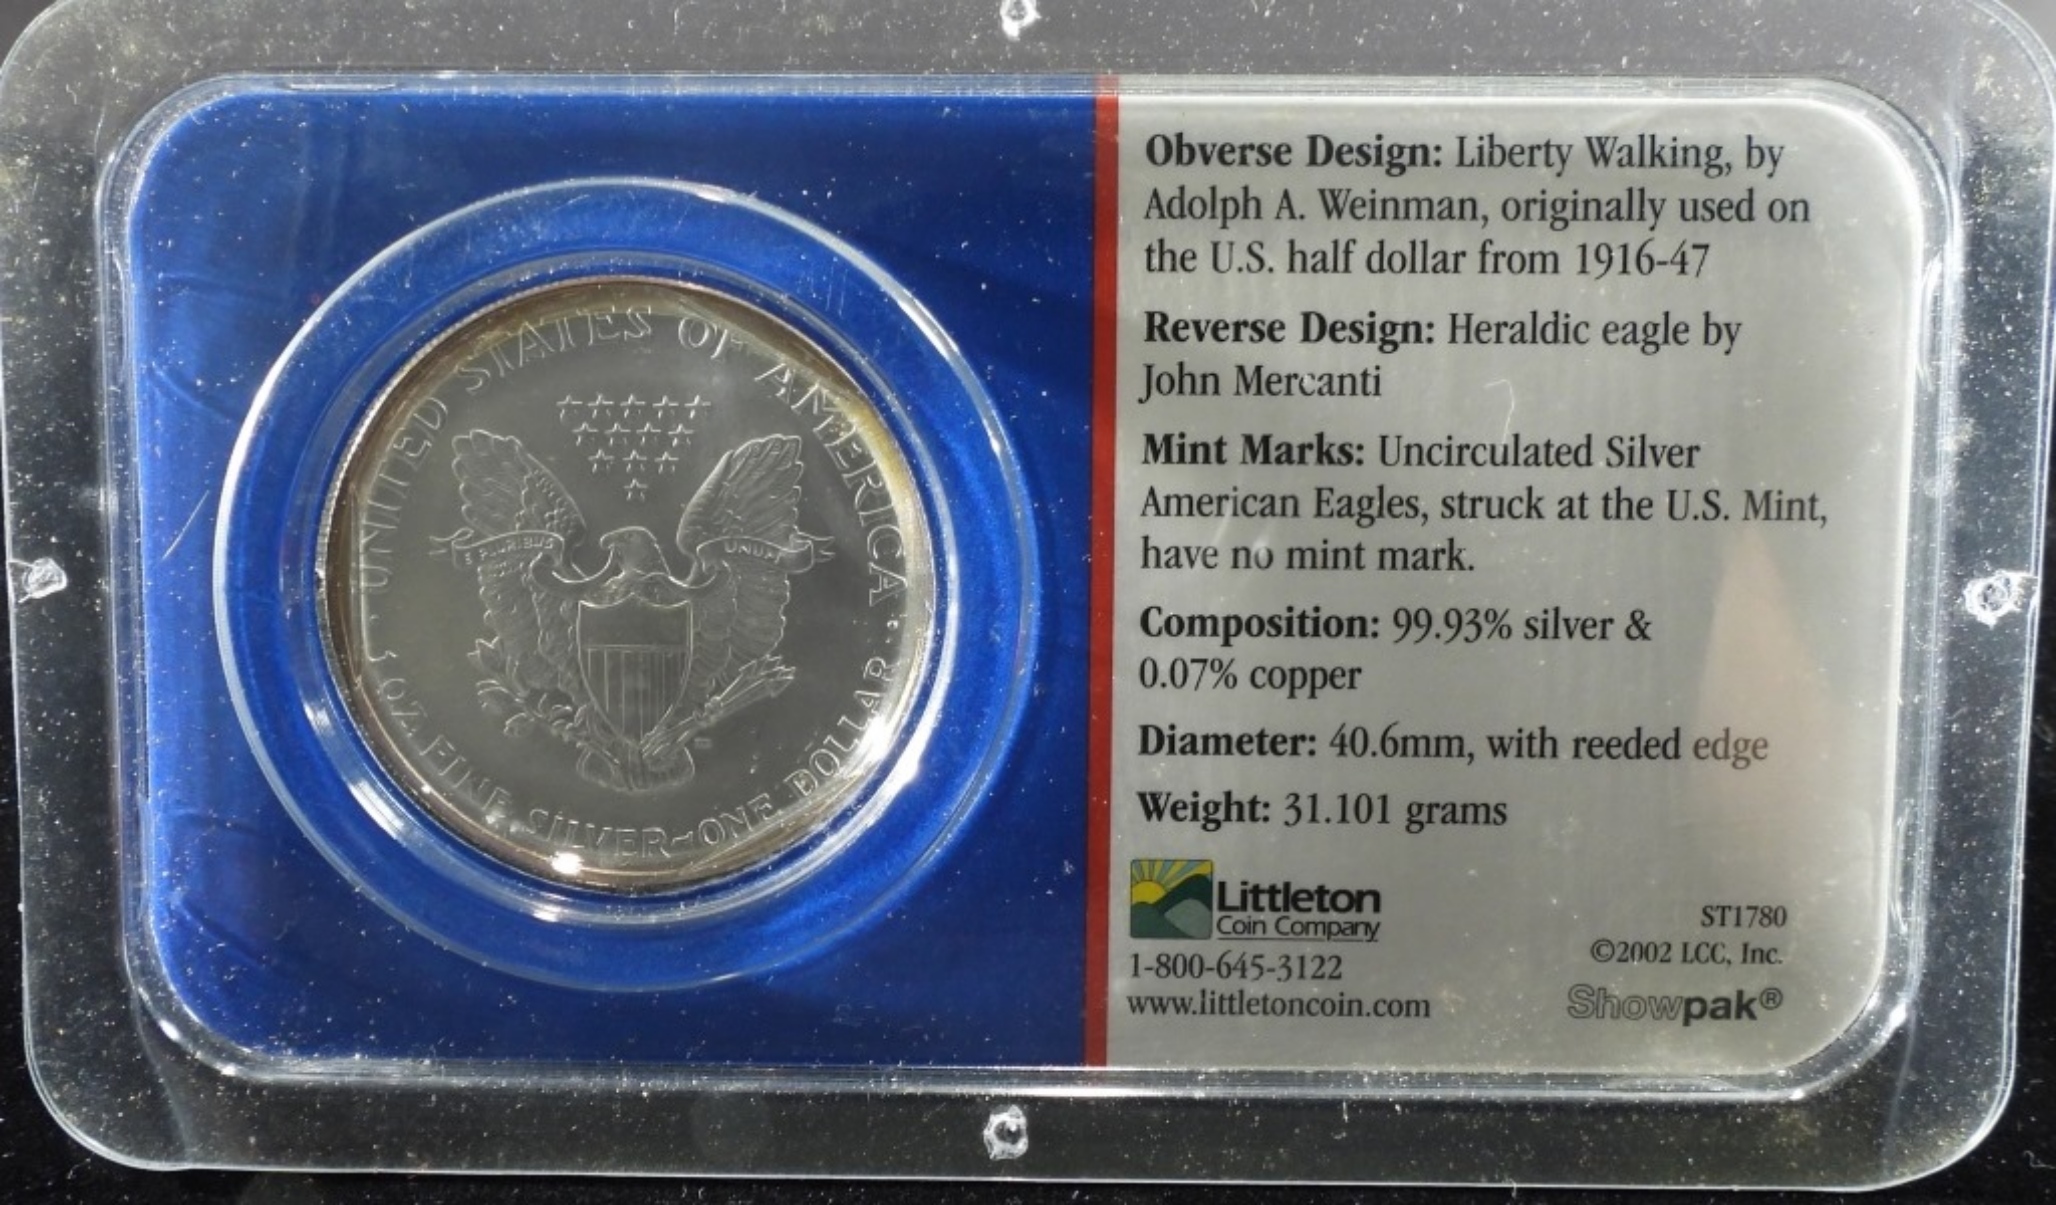 UNITED STATES OF AMERICA
E PLURIBUS
UNUM
1 OZ. FINE SILVER~ONE DOLLAR
Obverse Design: Liberty Walking, by
Adolph A. Weinman, originally used on
the U.S. half dollar from 1916-47
Reverse Design: Heraldic eagle by
John Mercanti
Mint Marks: Uncirculated Silver
American Eagles, struck at the U.S. Mint,
have no mint mark.
Composition: 99.93% silver &
0.07% copper
Diameter: 40.6mm, with reeded edge
Weight: 31.101 grams
Littleton
Coin Company
1-800-645-3122
www.littletoncoin.com
ST1780
©2002 LCC, Inc.
Showpak®